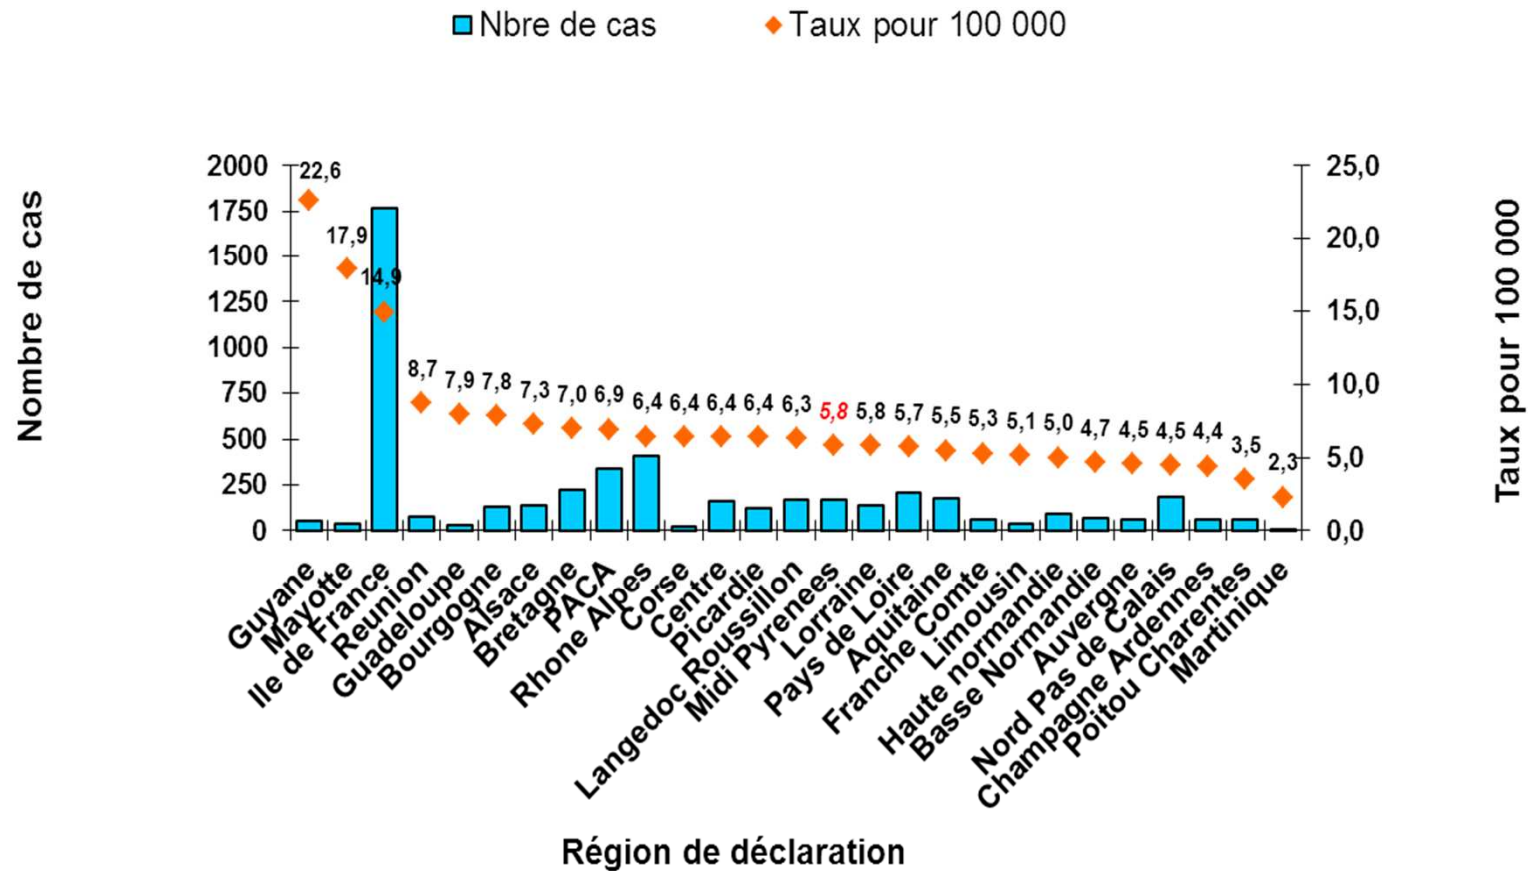 Nbre de cas
Taux pour 100 000
Nombre de cas
2000
1750
1500
1250
1000
750
500
250
0
25,0
20,0
15,0
10,0
5,0
0,0
Taux pour 100 000
22,6
17,9
14,9
8,7
7,9
7,8
7,3
7,0
6,9
6,4
6,4
6,4
6,4
6,3
5,8
5,8
5,7
5,5
5,3
5,1
5,0
4,7
4,5
4,5
4,4
3,5
2,3
Guyane
Mayotte
Ile de France
Reunion
Guadeloupe
Bourgogne
Alsace
Bretagne
PACA
Rhone Alpes
Corse
Centre
Picardie
Langedoc Roussillon
Midi Pyrenees
Lorraine
Pays de Loire
Aquitaine
Franche Comte
Limousin
Haute normandie
Basse Normandie
Auvergne
Nord Pas de Calais
Champagne Ardennes
Poitou Charentes
Martinique
Région de déclaration